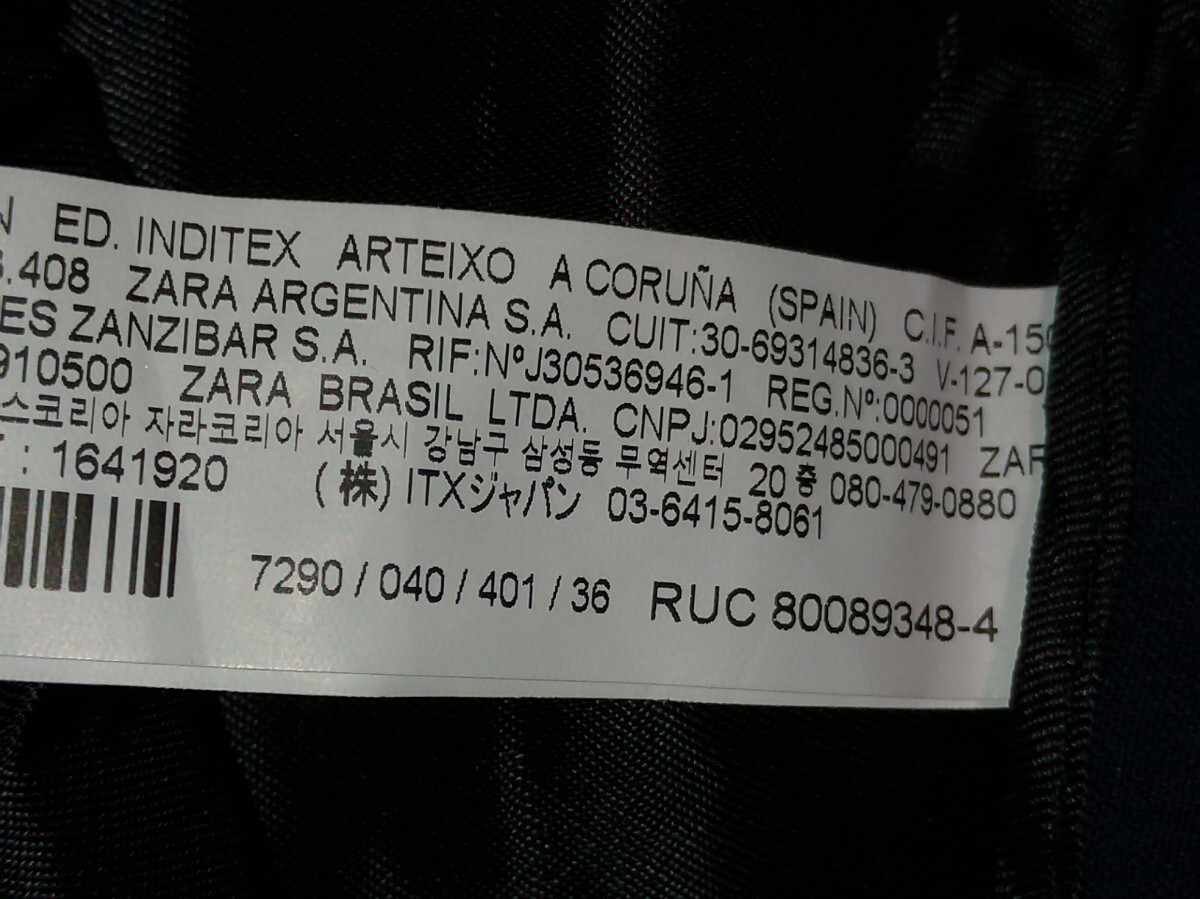 ED. INDITEX ARTEIXO A CORUÑA (SPAIN) C.I.F. A-15
.408 ZARA ARGENTINA S.A. CUIT:30-69314836-3 V-127-0
ES ZANZIBAR S.A. RIF:NºJ30536946-1 REG.Nº:0000051
910500 ZARA BRASIL LTDA. CNPJ:02952485000491 ZAR
스코리아 자라코리아 서울시 강남구 삼성동 무역센터 20층 080-479-0880
: 1641920 (株) ITXジャパン 03-6415-8061
7290 / 040 / 401 / 36 RUC 80089348-4